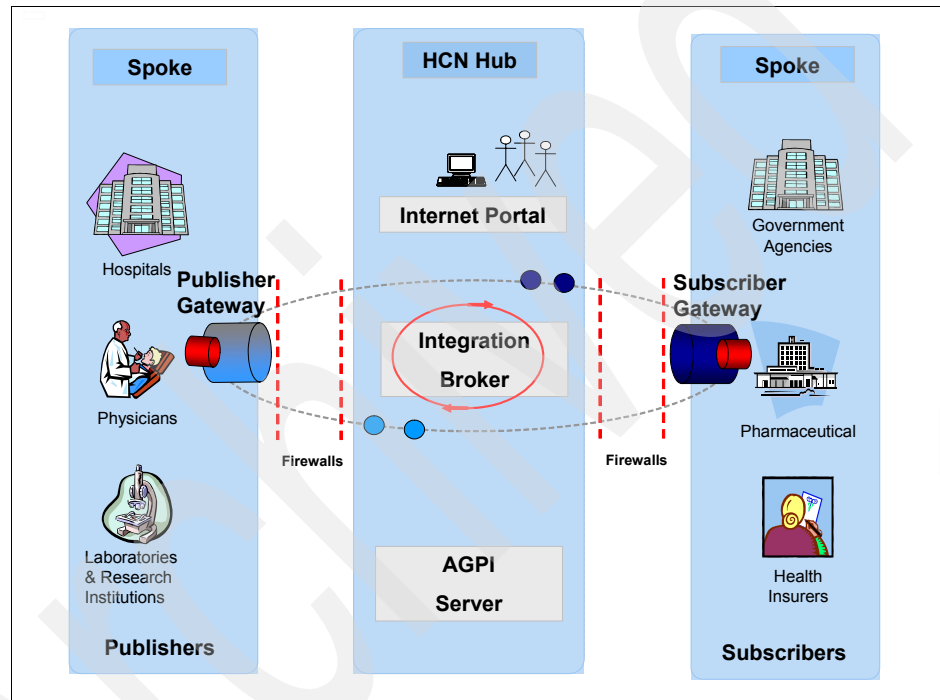 Spoke
HCN Hub
Spoke
Internet Portal
Hospitals
Government
Agencies
Publisher
Gateway
Subscriber
Gateway
Integration
Broker
Physicians
Pharmaceutical
Firewalls
Firewalls
Laboratories
& Research
Institutions
AGPI
Server
Health
Insurers
Publishers
Subscribers